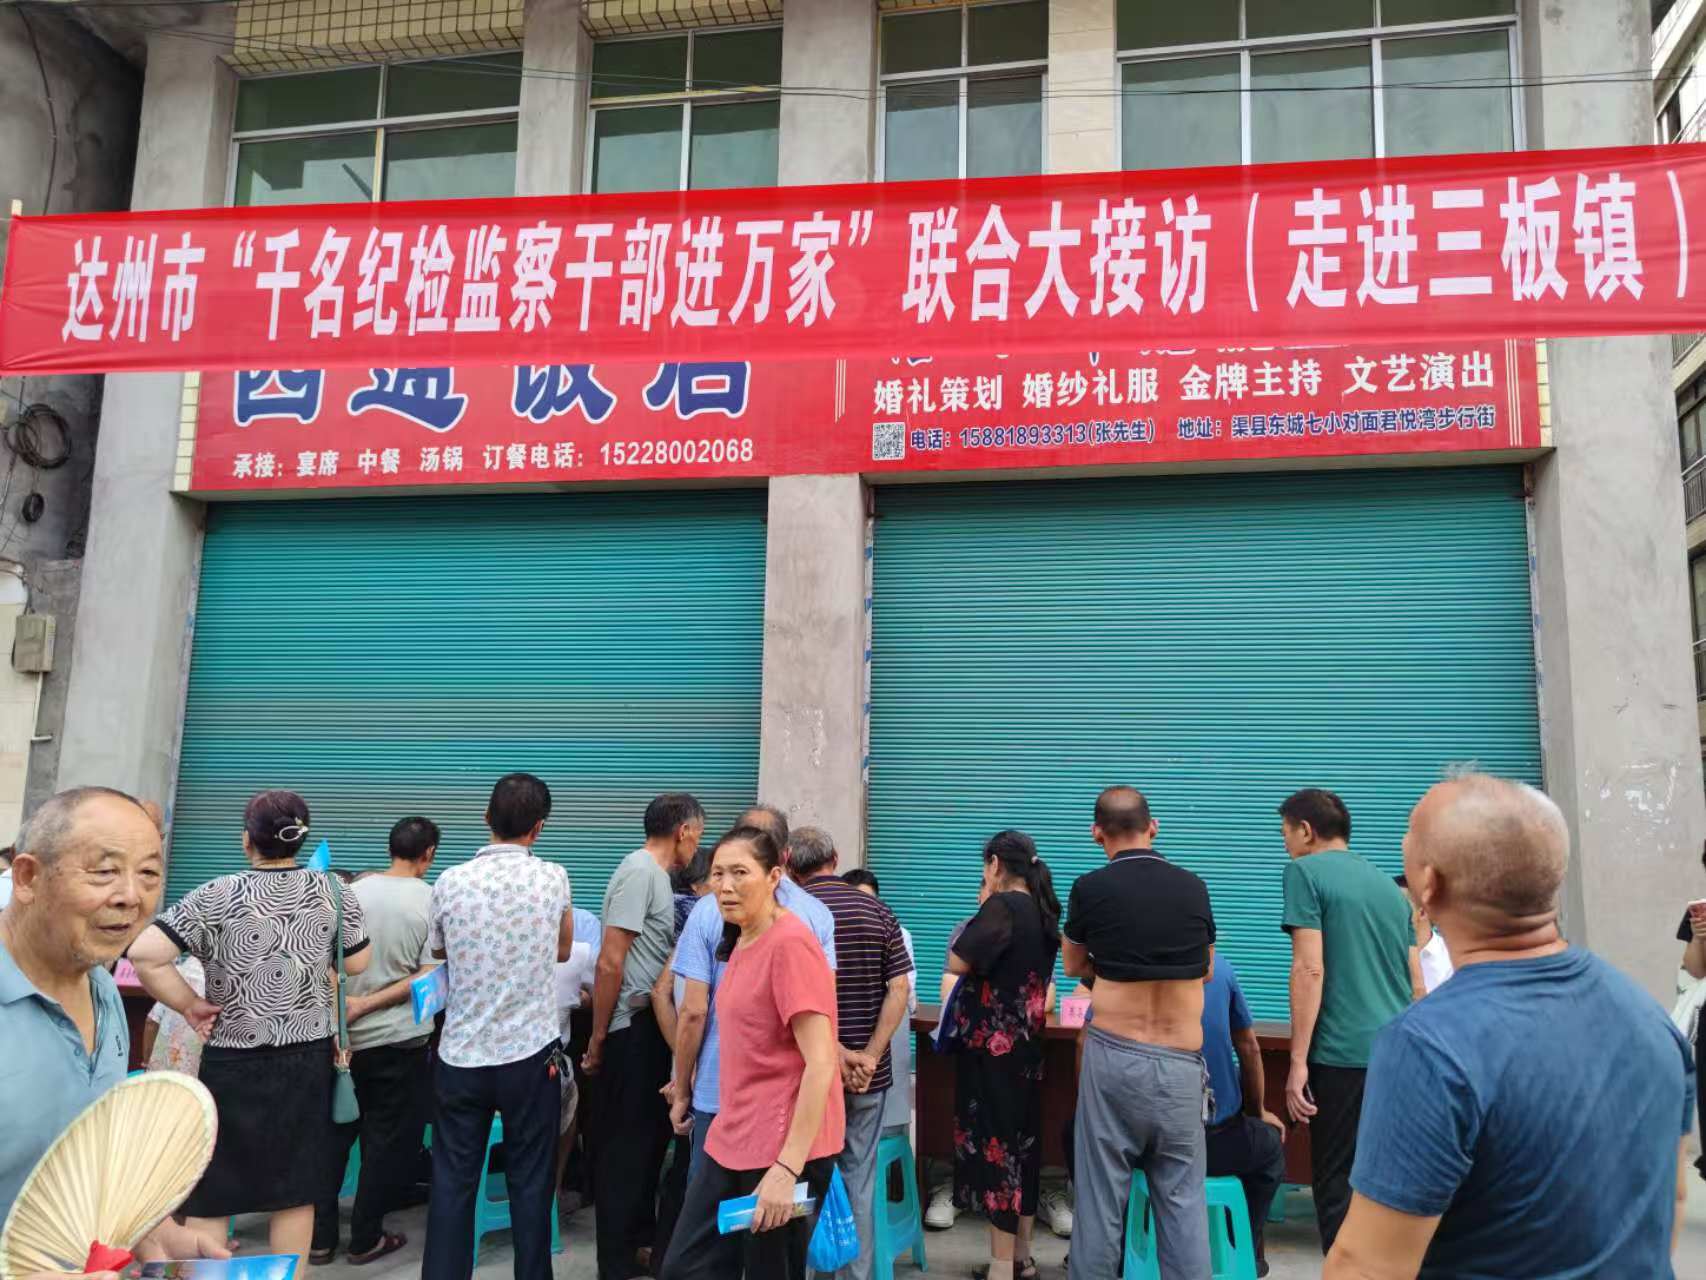 达州市“千名纪检监察干部进万家”联合大接访(走进三板镇)
饭店
承接：宴席 中餐 汤锅 订餐电话：15228002068
婚礼策划 婚纱礼服 金牌主持 文艺演出
电话：15881893313(张先生) 地址：渠县东城七小对面君悦湾步行街